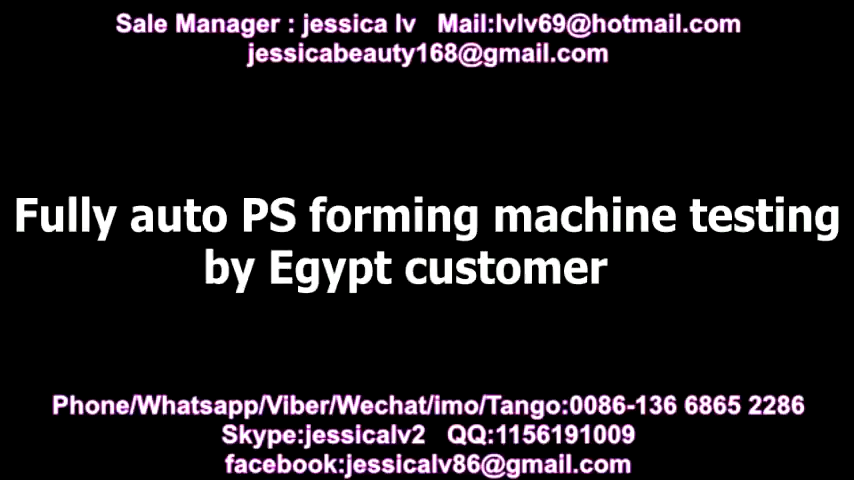 Sale Manager : jessica lv Mail:lvlv69@hotmail.com
jessicabeauty168@gmail.com
Fully auto PS forming machine testing
by Egypt customer
Phone/Whatsapp/Viber/Wechat/imo/Tango:0086-136 6865 2286
Skype:jessicalv2 QQ:1156191009
facebook:jessicalv86@gmail.com